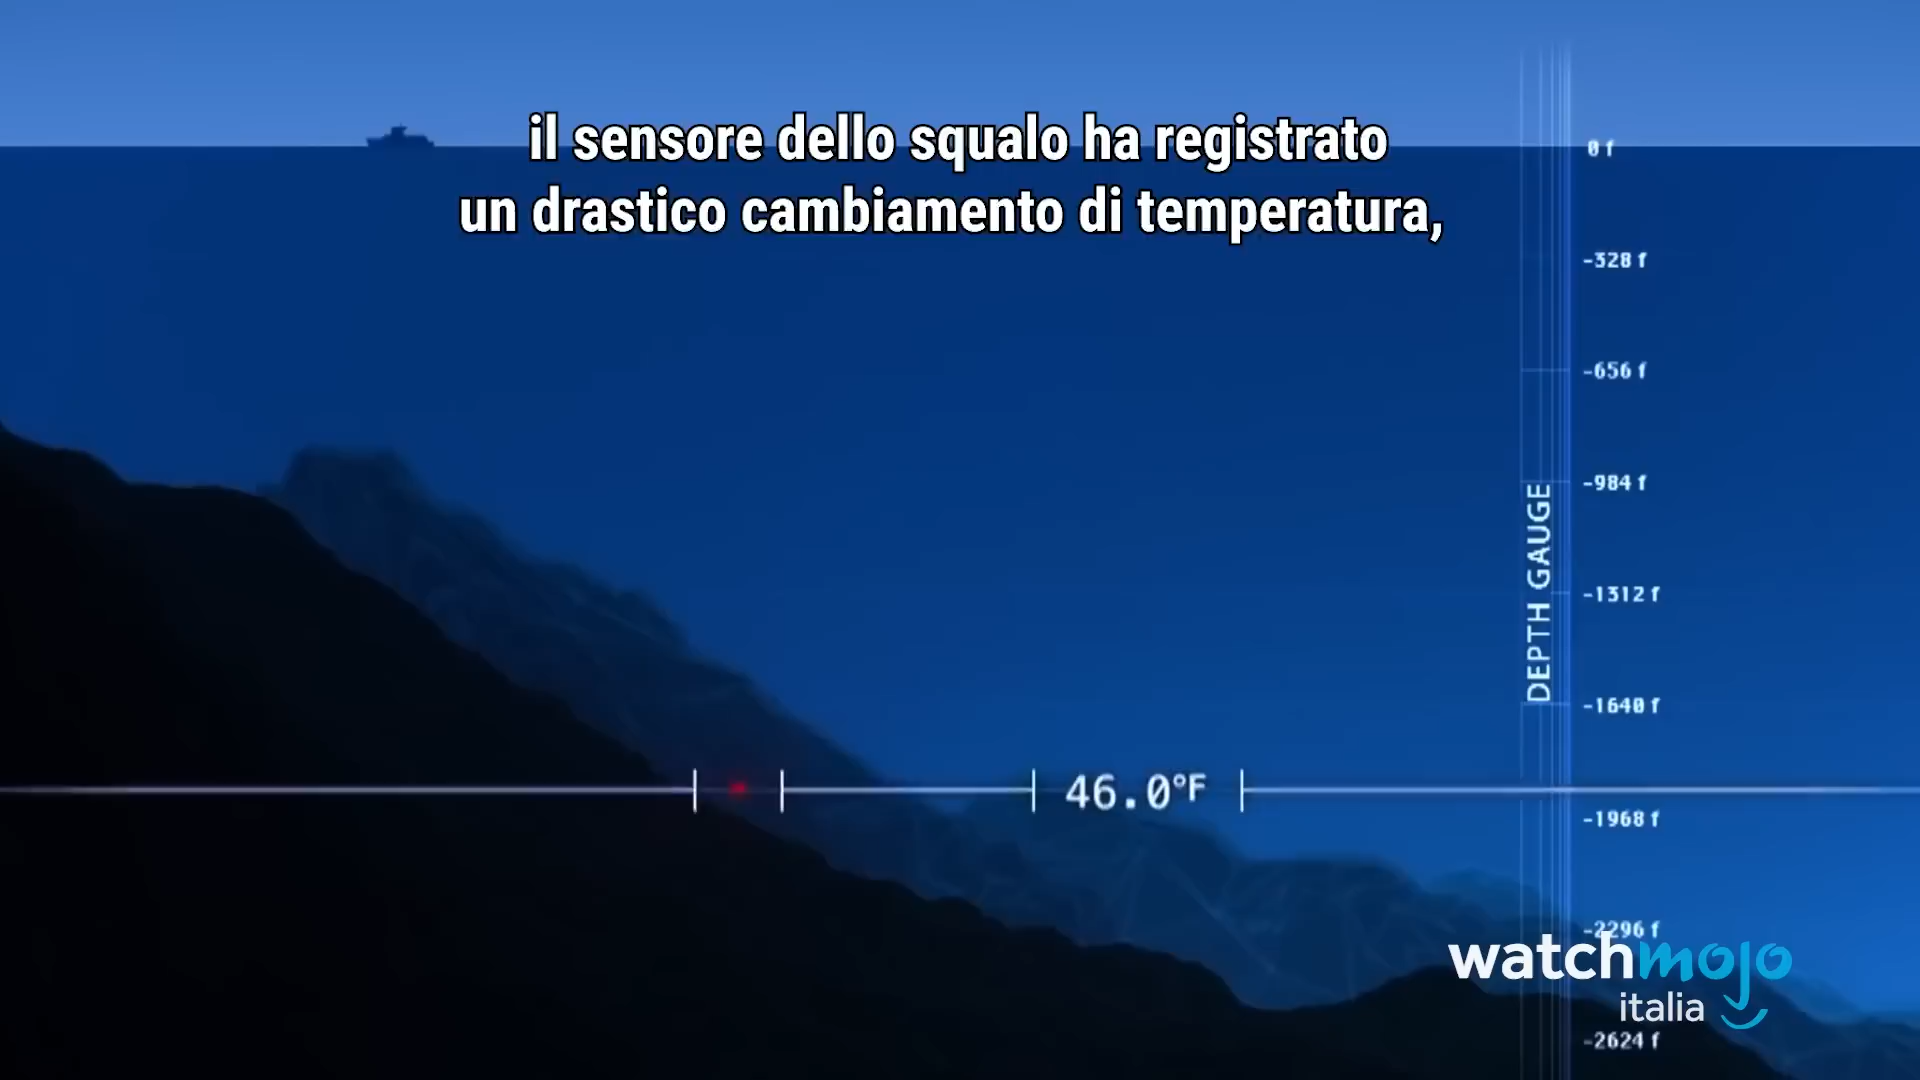 il sensore dello squalo ha registrato
un drastico cambiamento di temperatura,
0 f
-328 f
-656 f
-984 f
-1312 f
-1640 f
DEPTH GAUGE
46.0°F
-1968 f
-2296 f
watchmojo
italia
-2624 f